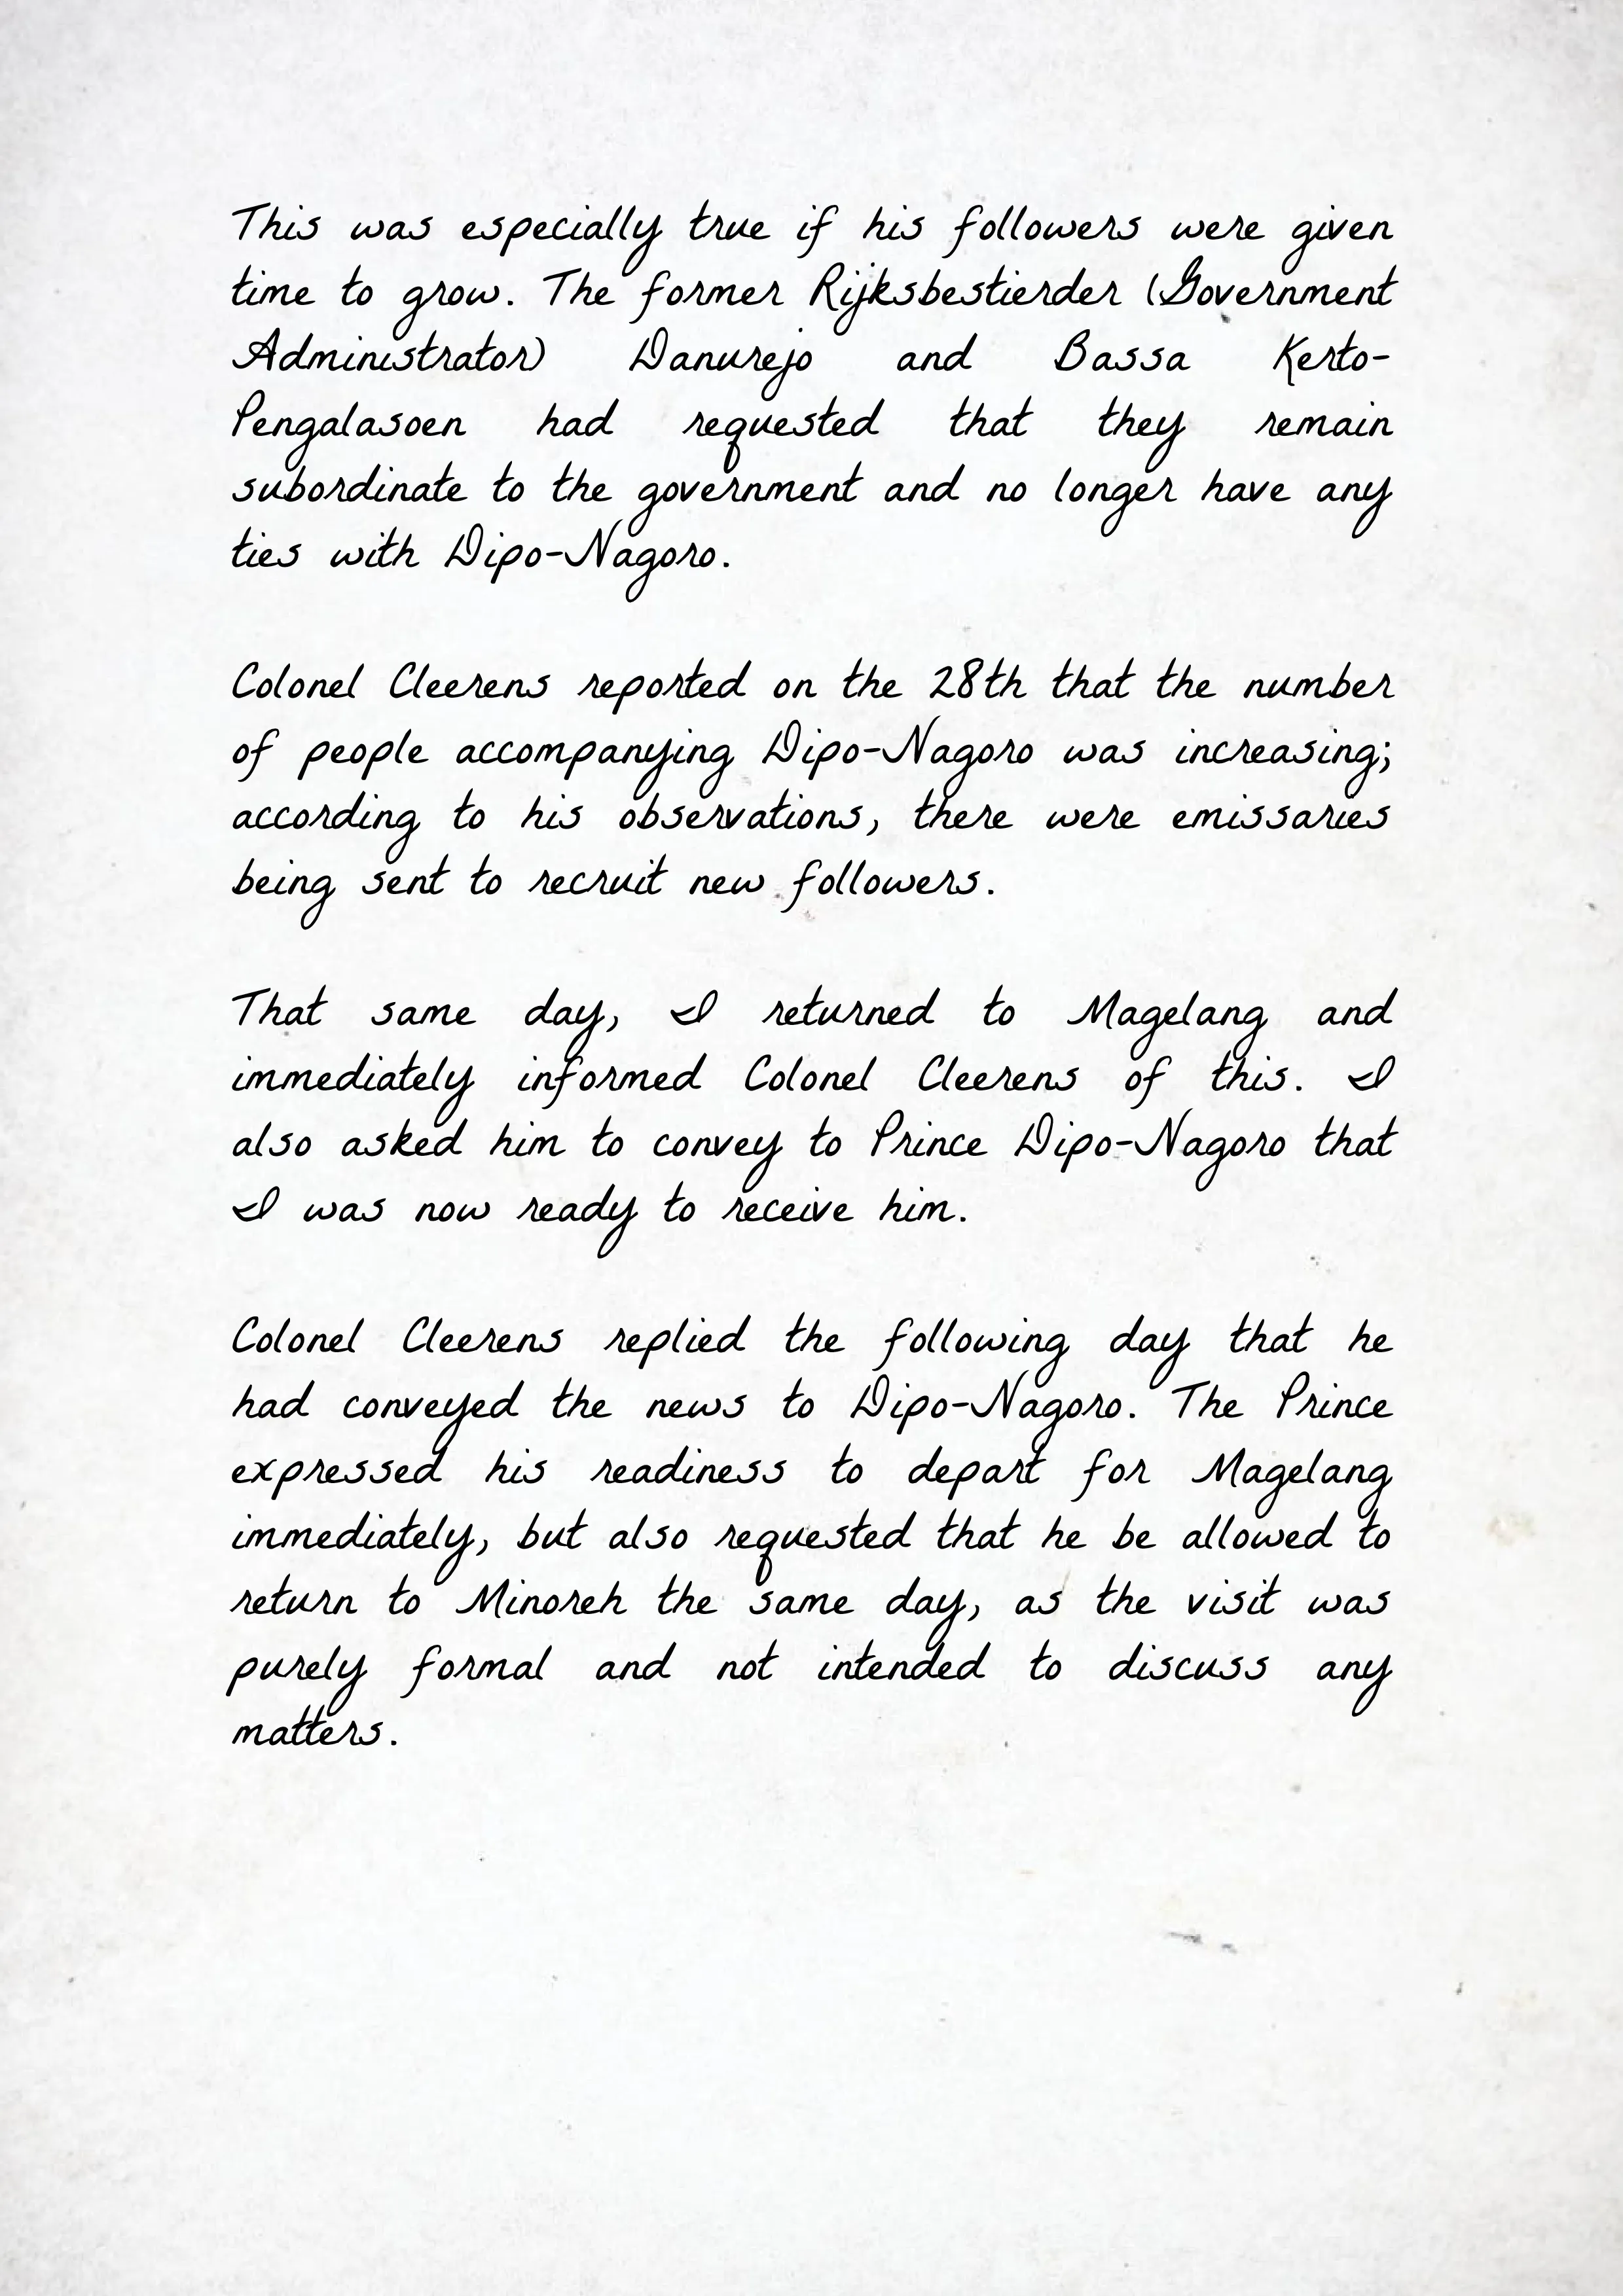 This was especially true if his followers were given
time to grow. The former Rijksbestierder (Government
Administrator) Danurejo and Bassa Kerto-
Pengalasoen had requested that they remain
subordinate to the government and no longer have any
ties with Dipo-Nagoro.
Colonel Cleerens reported on the 28th that the number
of people accompanying Dipo-Nagoro was increasing;
according to his observations, there were emissaries
being sent to recruit new followers.
That same day, I returned to Magelang and
immediately informed Colonel Cleerens of this. I
also asked him to convey to Prince Dipo-Nagoro that
I was now ready to receive him.
Colonel Cleerens replied the following day that he
had conveyed the news to Dipo-Nagoro. The Prince
expressed his readiness to depart for Magelang
immediately, but also requested that he be allowed to
return to Minoreh the same day, as the visit was
purely formal and not intended to discuss any
matters.